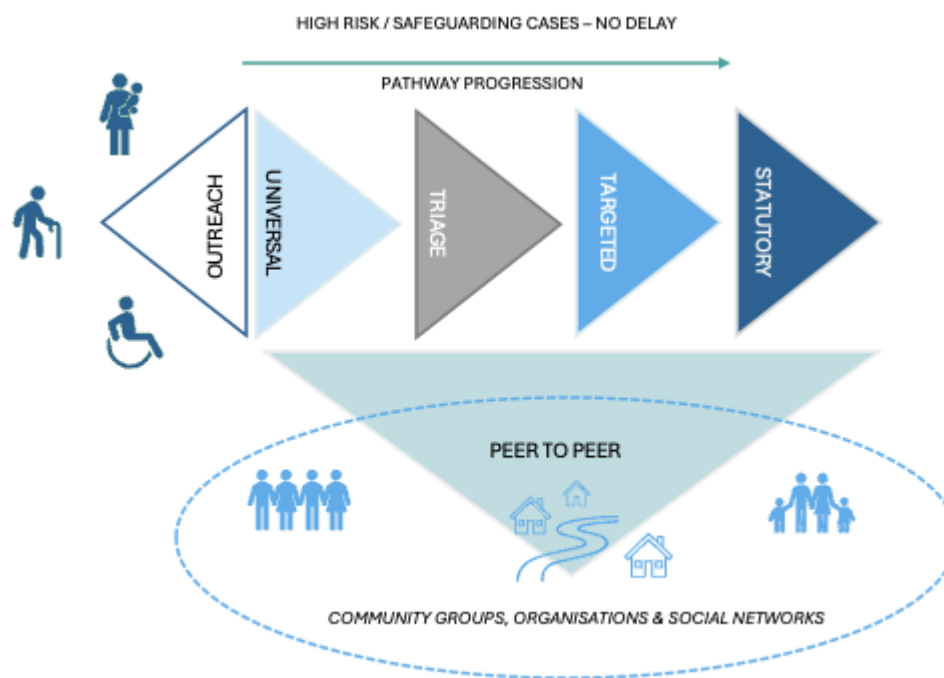 HIGH RISK / SAFEGUARDING CASES – NO DELAY
PATHWAY PROGRESSION
OUTREACH
UNIVERSAL
TRIAGE
TARGETED
STATUTORY
PEER TO PEER
COMMUNITY GROUPS, ORGANISATIONS & SOCIAL NETWORKS